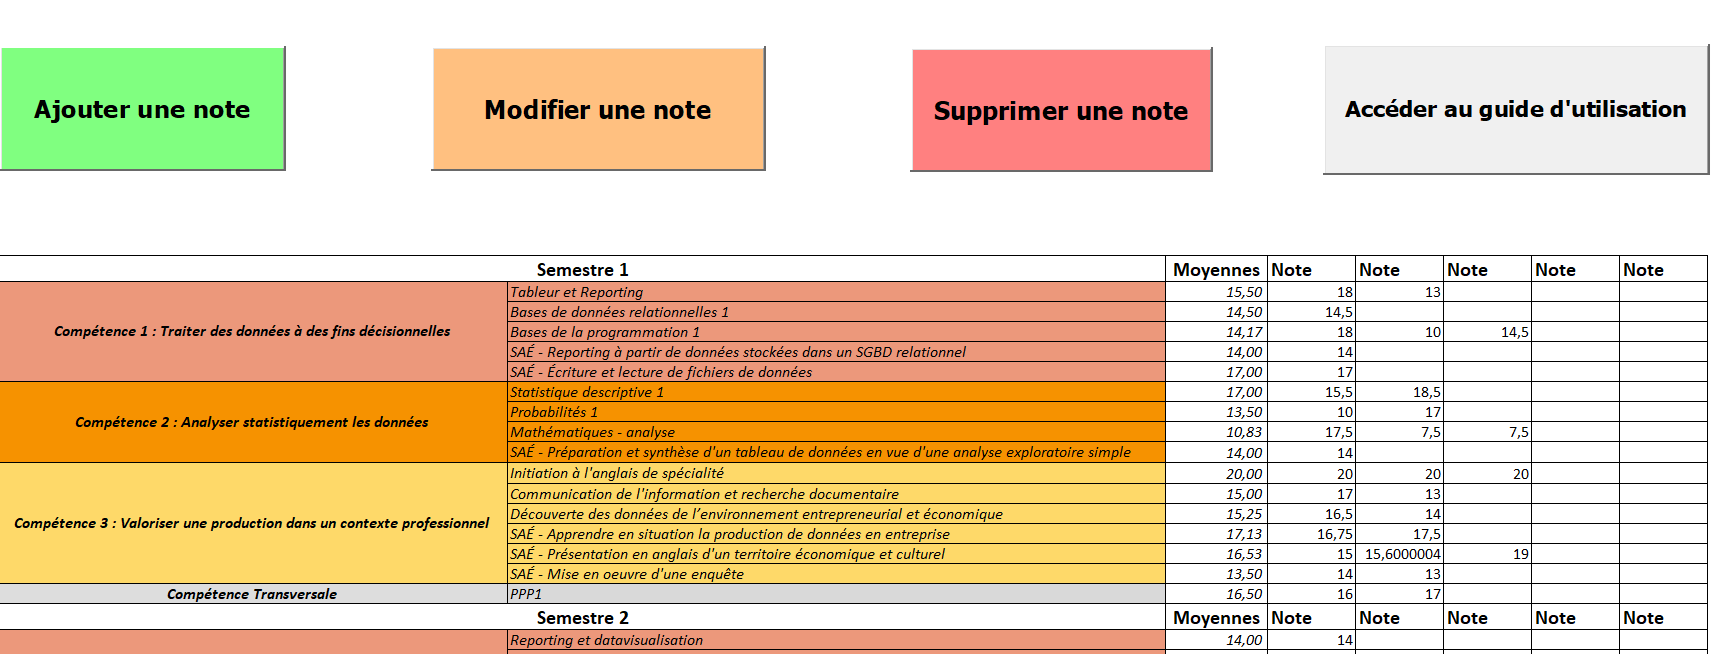 Ajouter une note Modifier une note Supprimer une note Accéder au guide d'utilisation
Semestre 1 Moyennes Note Note Note Note Note
Compétence 1 : Traiter des données à des fins décisionnelles
Tableur et Reporting 15,50 18 13
Bases de données relationnelles 1 14,50 14,5
Bases de la programmation 1 14,17 18 10 14,5
SAÉ - Reporting à partir de données stockées dans un SGBD relationnel 14,00 14
SAÉ - Écriture et lecture de fichiers de données 17,00 17
Compétence 2 : Analyser statistiquement les données
Statistique descriptive 1 17,00 15,5 18,5
Probabilités 1 13,50 10 17
Mathématiques - analyse 10,83 17,5 7,5 7,5
SAÉ - Préparation et synthèse d'un tableau de données en vue d'une analyse exploratoire simple 14,00 14
Compétence 3 : Valoriser une production dans un contexte professionnel
Initiation à l'anglais de spécialité 20,00 20 20 20
Communication de l'information et recherche documentaire 15,00 17 13
Découverte des données de l’environnement entrepreneurial et économique 15,25 16,5 14
SAÉ - Apprendre en situation la production de données en entreprise 17,13 16,75 17,5
SAÉ - Présentation en anglais d'un territoire économique et culturel 16,53 15 15,6000004 19
SAÉ - Mise en oeuvre d'une enquête 13,50 14 13
Compétence Transversale PPP1 16,50 16 17
Semestre 2 Moyennes Note Note Note Note Note
Reporting et datavisualisation 14,00 14